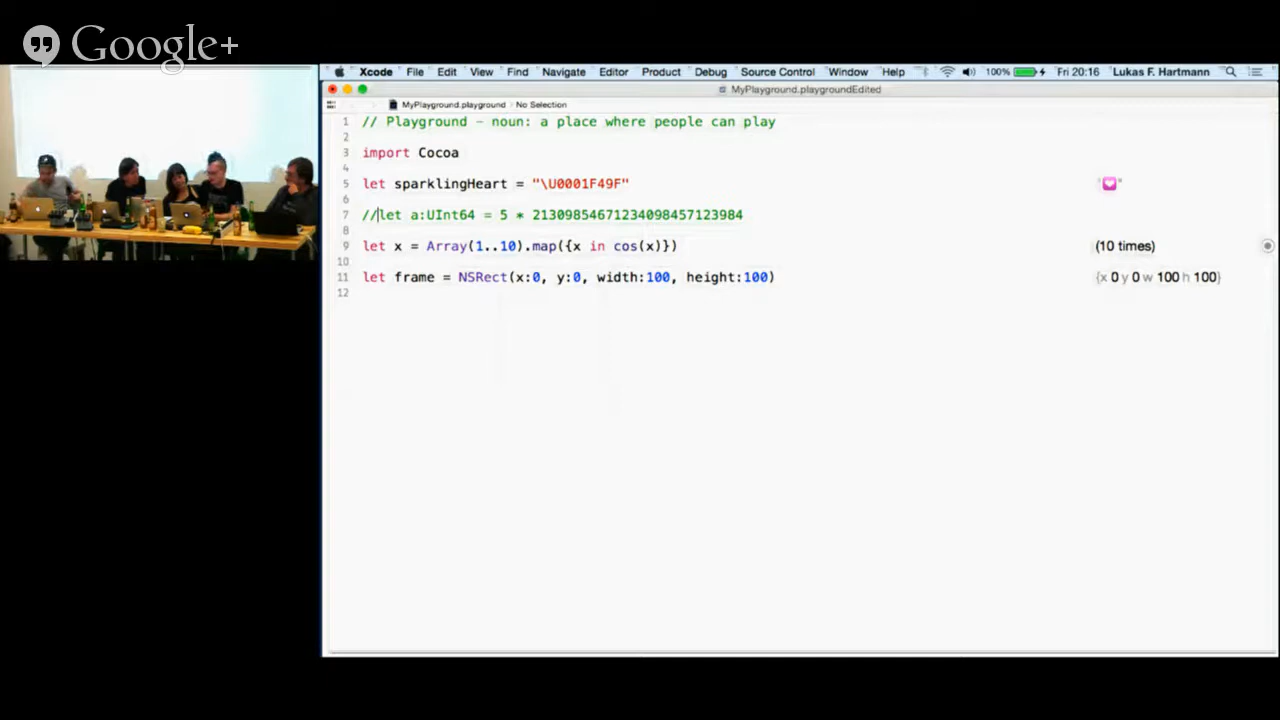 Google+
Xcode File Edit View Find Navigate Editor Product Debug Source Control Window Help 100% Fri 20:16 Lukas F. Hartmann
MyPlayground.playgroundEdited
MyPlayground.playground › No Selection
1 // Playground - noun: a place where people can play
2
3 import Cocoa
4
5 let sparklingHeart = "\U0001F49F" "💟"
6
7 //let a:UInt64 = 5 * 21309854671234098457123984
8
9 let x = Array(1..10).map({x in cos(x)}) (10 times)
10
11 let frame = NSRect(x:0, y:0, width:100, height:100) {x 0 y 0 w 100 h 100}
12